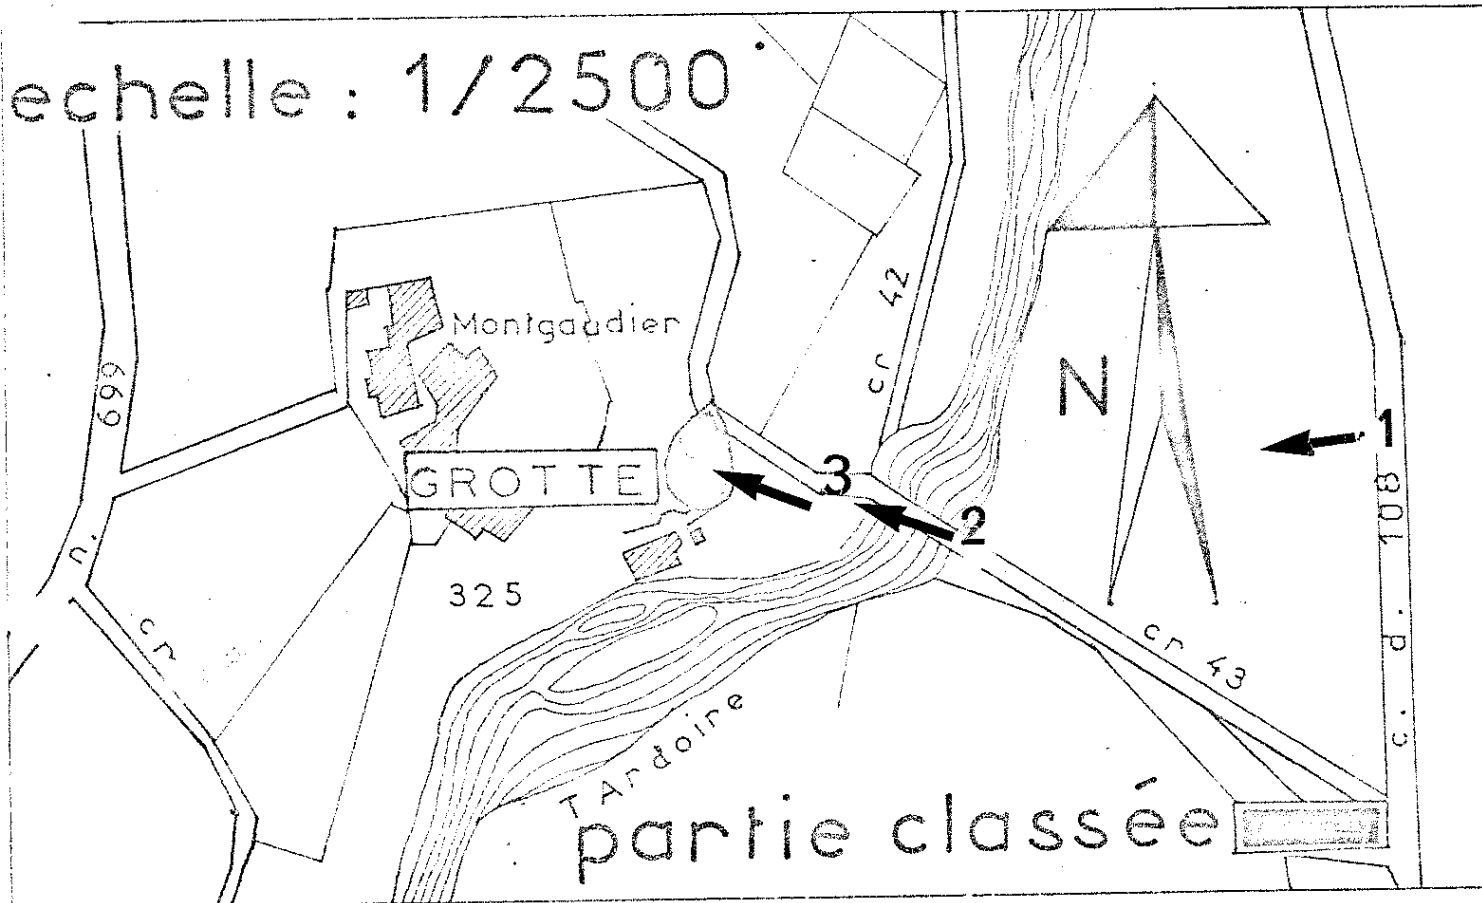 echelle : 1/2500
Montgaudier
cr 42
N
699
1
GROTTE
3
2
c. d. 108
n.
325
cr
cr 43
T Ardoire
partie classée